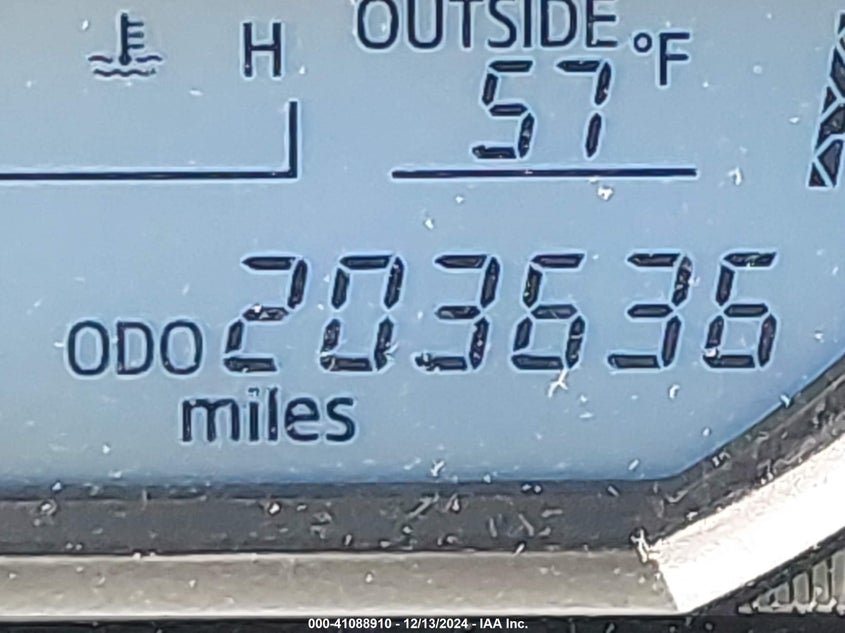 H OUTSIDE °F
57
ODO 203636
miles
000-41088910 - 12/13/2024 - IAA Inc.